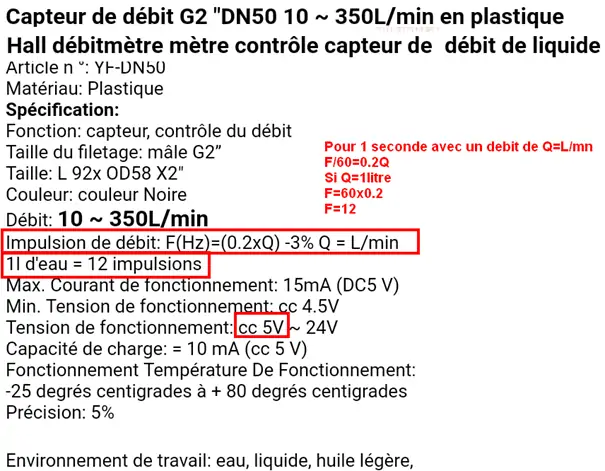 Capteur de débit G2 "DN50 10 ~ 350L/min en plastique
Hall débitmètre mètre contrôle capteur de débit de liquide
Article n °: YF-DN50
Matériau: Plastique
Spécification:
Fonction: capteur, contrôle du débit
Taille du filetage: mâle G2”
Taille: L 92x OD58 X2"
Couleur: couleur Noire
Pour 1 seconde avec un debit de Q=L/mn
F/60=0.2Q
Si Q=1litre
F=60x0.2
F=12
Débit: 10 ~ 350L/min
Impulsion de débit: F(Hz)=(0.2xQ) -3% Q = L/min
1l d'eau = 12 impulsions
Max. Courant de fonctionnement: 15mA (DC5 V)
Min. Tension de fonctionnement: cc 4.5V
Tension de fonctionnement: cc 5V ~ 24V
Capacité de charge: = 10 mA (cc 5 V)
Fonctionnement Température De Fonctionnement:
-25 degrés centigrades à + 80 degrés centigrades
Précision: 5%
Environnement de travail: eau, liquide, huile légère,